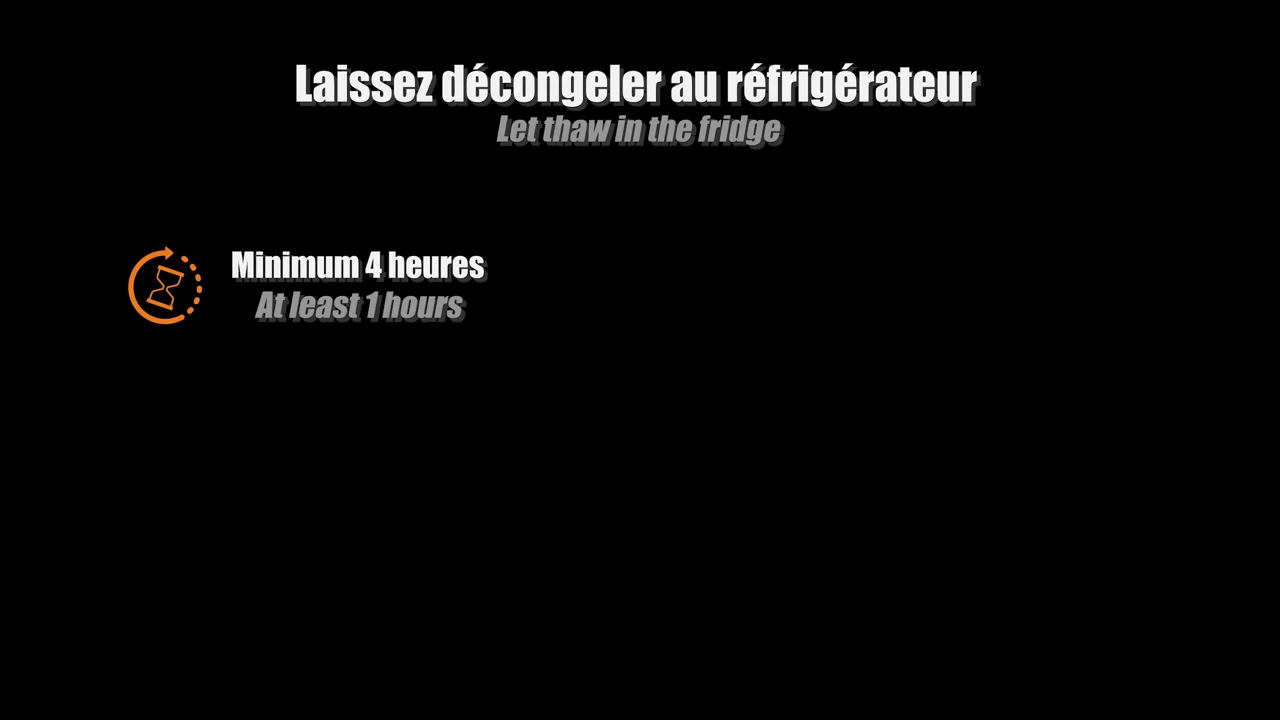 Laissez décongeler au réfrigérateur
Let thaw in the fridge
Minimum 4 heures
At least 1 hours